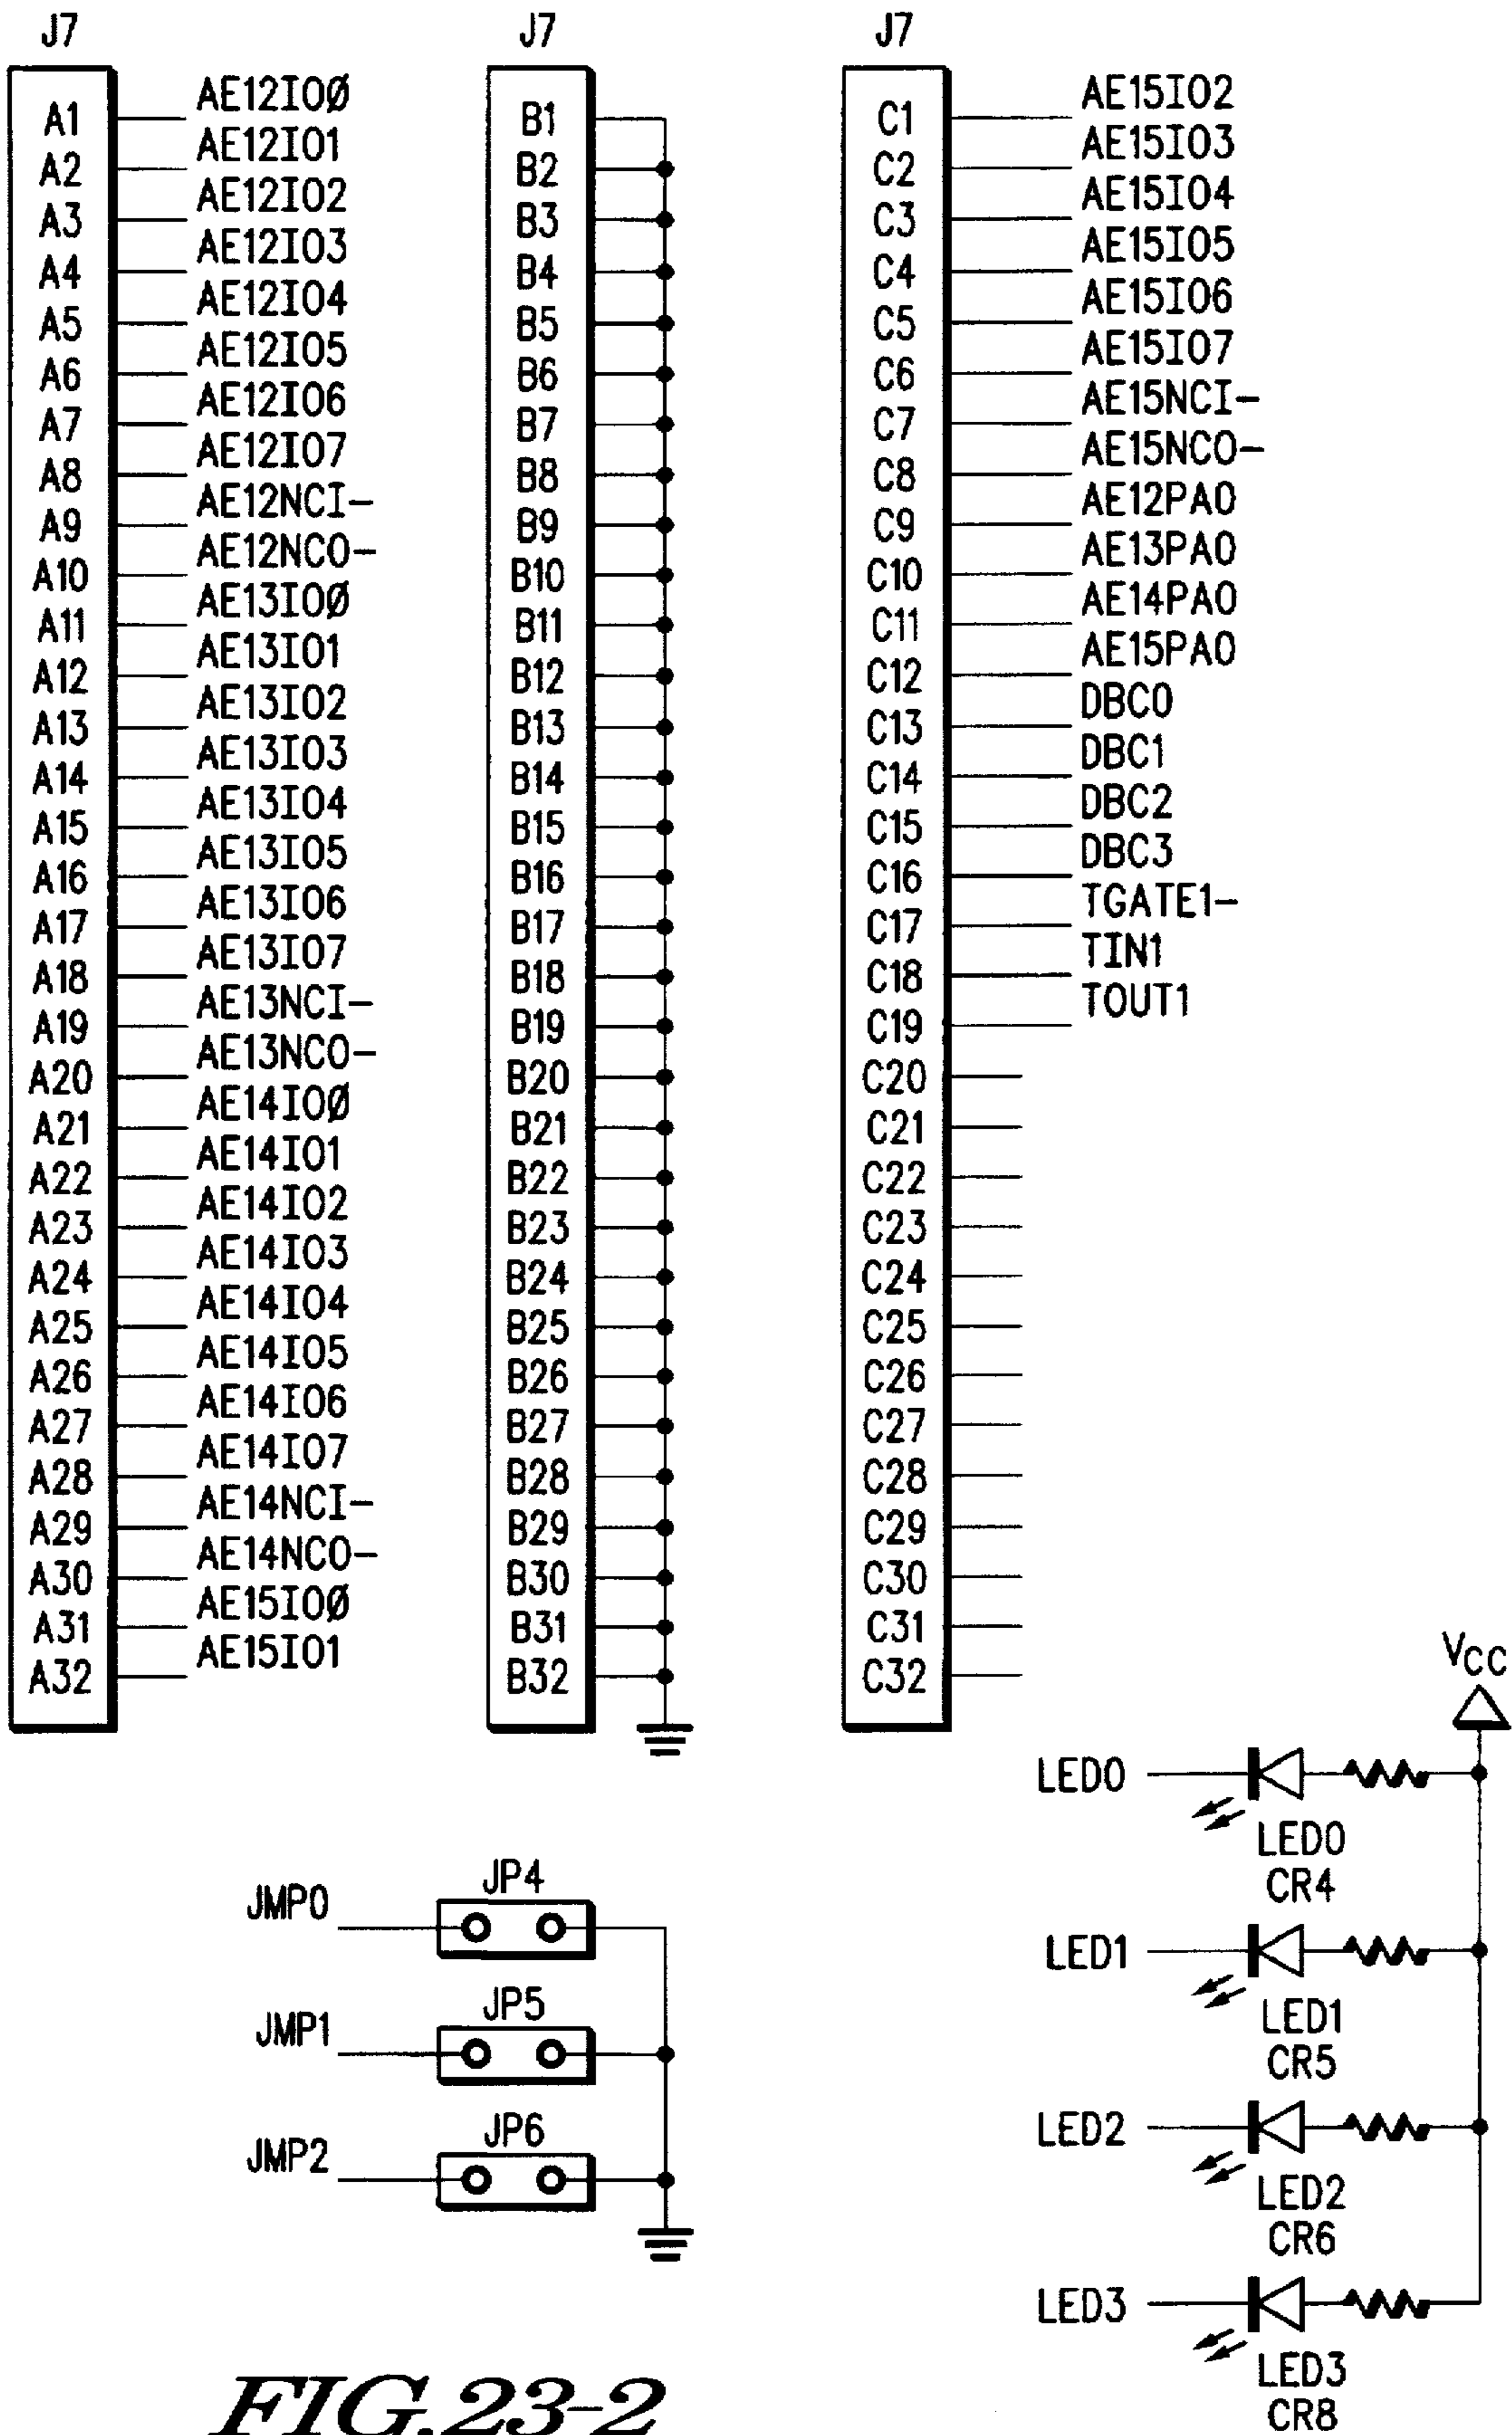 J7
A1 AE12IOØ
A2 AE12IO1
A3 AE12IO2
A4 AE12IO3
A5 AE12IO4
A6 AE12IO5
A7 AE12IO6
A8 AE12IO7
A9 AE12NCI-
A10 AE12NCO-
A11 AE13IOØ
A12 AE13IO1
A13 AE13IO2
A14 AE13IO3
A15 AE13IO4
A16 AE13IO5
A17 AE13IO6
A18 AE13IO7
A19 AE13NCI-
A20 AE13NCO-
A21 AE14IOØ
A22 AE14IO1
A23 AE14IO2
A24 AE14IO3
A25 AE14IO4
A26 AE14IO5
A27 AE14IO6
A28 AE14IO7
A29 AE14NCI-
A30 AE14NCO-
A31 AE15IOØ
A32 AE15IO1
J7
B1
B2
B3
B4
B5
B6
B7
B8
B9
B10
B11
B12
B13
B14
B15
B16
B17
B18
B19
B20
B21
B22
B23
B24
B25
B26
B27
B28
B29
B30
B31
B32
J7
C1 AE15IO2
C2 AE15IO3
C3 AE15IO4
C4 AE15IO5
C5 AE15IO6
C6 AE15IO7
C7 AE15NCI-
C8 AE15NCO-
C9 AE12PAO
C10 AE13PAO
C11 AE14PAO
C12 AE15PAO
C13 DBC0
C14 DBC1
C15 DBC2
C16 DBC3
C17 TGATE1-
C18 TIN1
C19 TOUT1
C20
C21
C22
C23
C24
C25
C26
C27
C28
C29
C30
C31
C32
JMP0 JP4
JMP1 JP5
JMP2 JP6
VCC
LED0
LED0
CR4
LED1
LED1
CR5
LED2
LED2
CR6
LED3
LED3
CR8
FIG.23-2